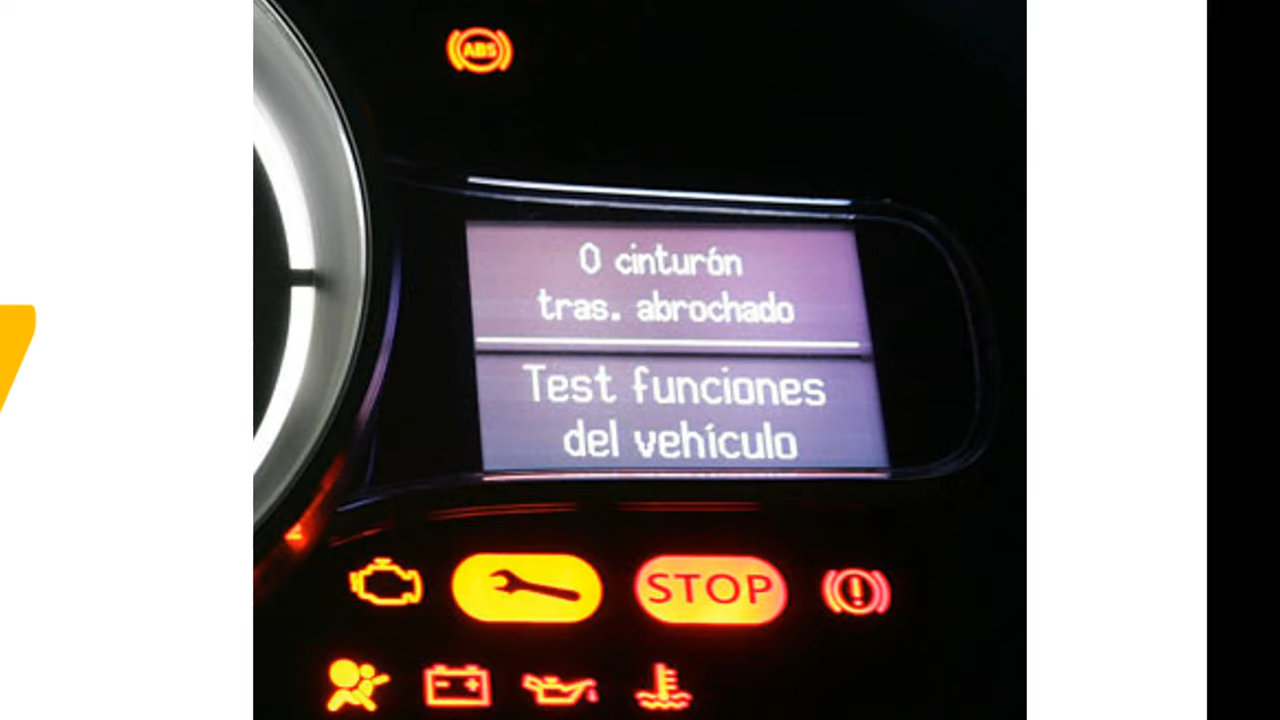 ABS
0 cinturón
tras. abrochado
Test funciones
del vehículo
STOP